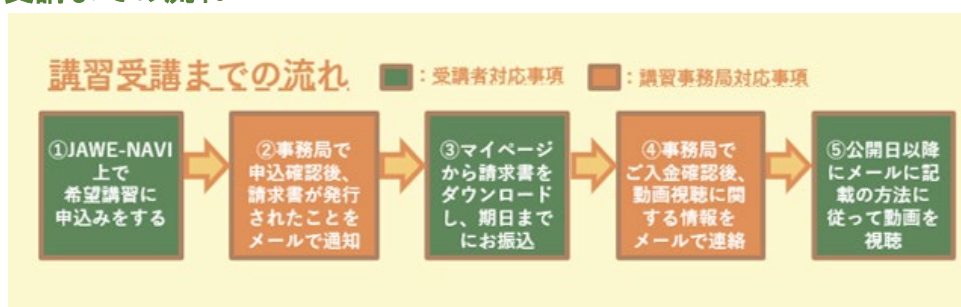 講習受講までの流れ
：受講者対応事項
：講習事務局対応事項
①JAWE-NAVI
上で
希望講習に
申込みをする
②事務局で
申込確認後、
請求書が発行
されたことを
メールで通知
③マイページ
から請求書を
ダウンロード
し、期日まで
にお振込
④事務局で
ご入金確認後、
動画視聴に関
する情報を
メールで連絡
⑤公開日以降
にメールに記
載の方法に
従って動画を
視聴